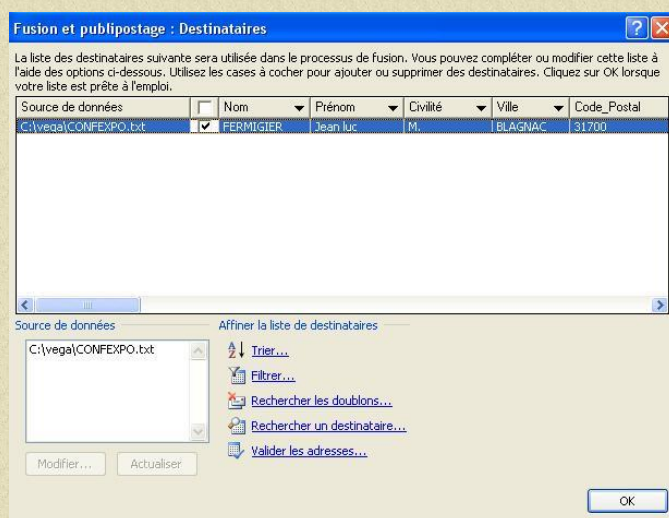 Fusion et publipostage : Destinataires
La liste des destinataires suivante sera utilisée dans le processus de fusion. Vous pouvez compléter ou modifier cette liste à
l'aide des options ci-dessous. Utilisez les cases à cocher pour ajouter ou supprimer des destinataires. Cliquez sur OK lorsque
votre liste est prête à l'emploi.
Source de données Nom Prénom Civilité Ville Code_Postal
C:\vega\CONFEXPO.txt FERMIGIER Jean luc M. BLAGNAC 31700
Source de données Affiner la liste de destinataires
C:\vega\CONFEXPO.txt
Trier...
Filtrer...
Rechercher les doublons...
Rechercher un destinataire...
Valider les adresses...
Modifier... Actualiser
OK